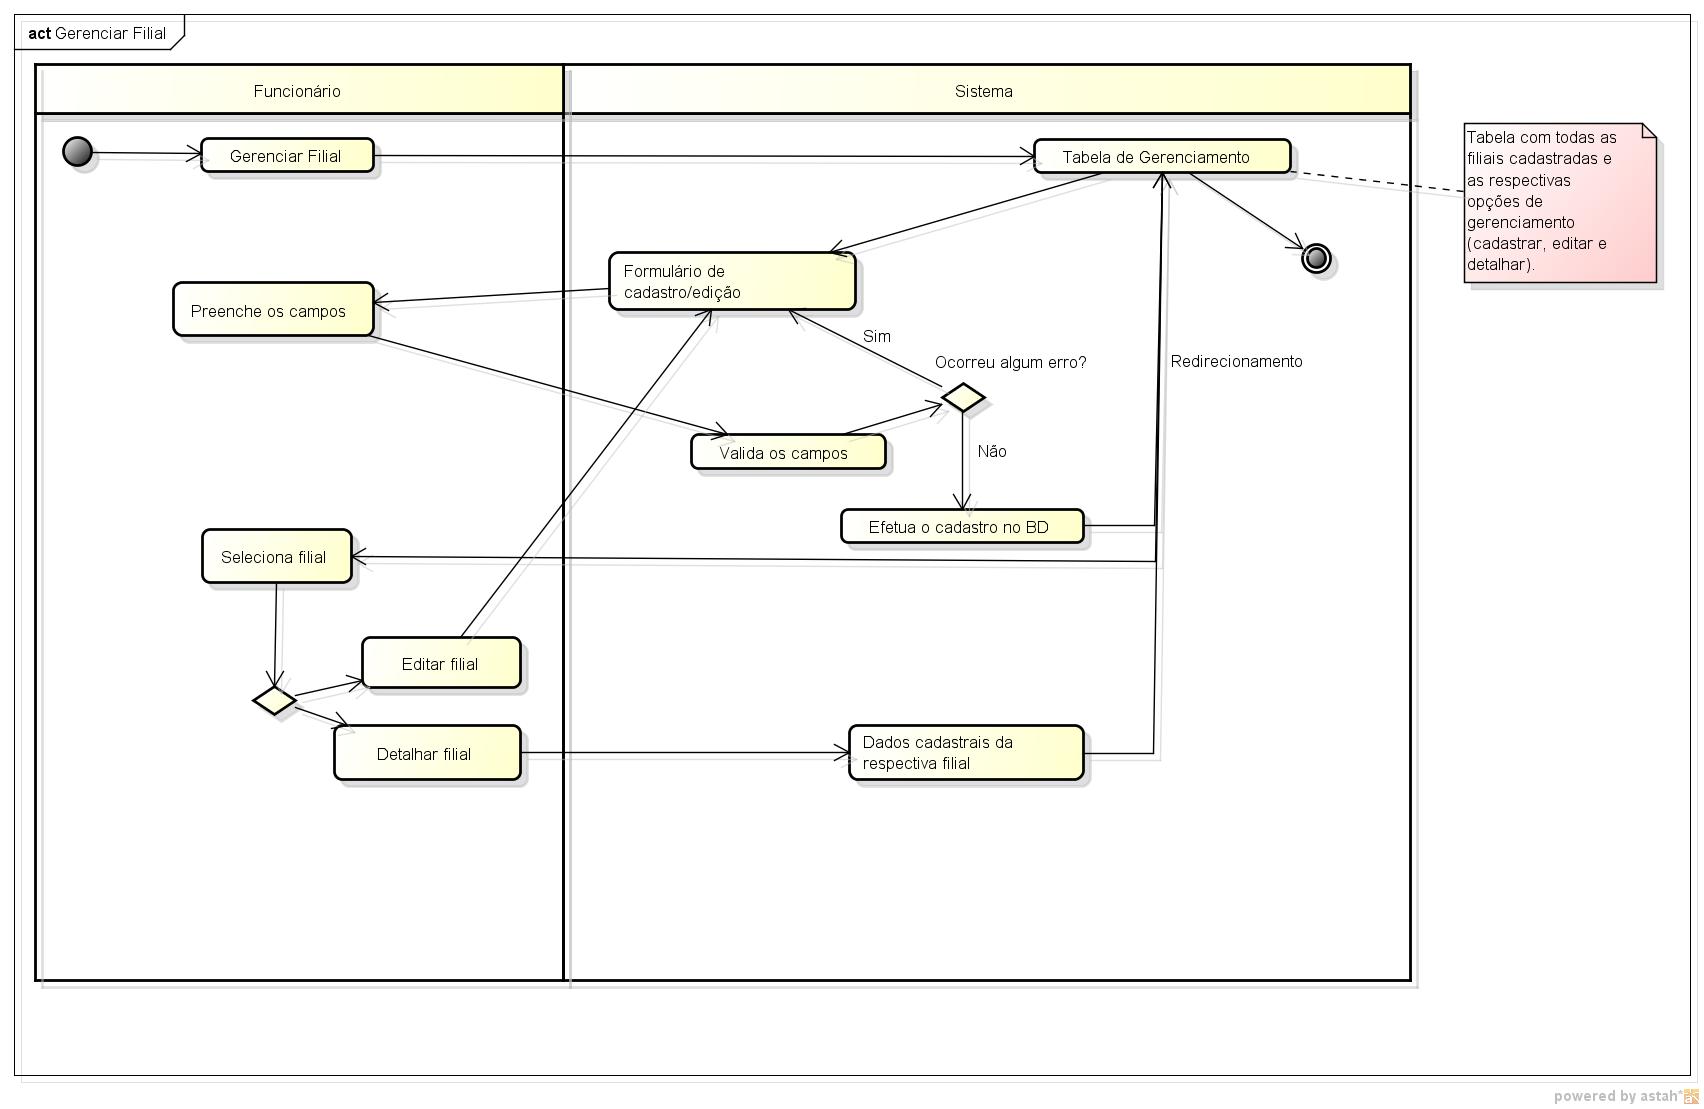 act Gerenciar Filial
Funcionário
Sistema
Gerenciar Filial
Tabela de Gerenciamento
Tabela com todas as
filiais cadastradas e
as respectivas
opções de
gerenciamento
(cadastrar, editar e
detalhar).
Formulário de
cadastro/edição
Preenche os campos
Sim
Ocorreu algum erro?
Redirecionamento
Valida os campos
Não
Efetua o cadastro no BD
Seleciona filial
Editar filial
Detalhar filial
Dados cadastrais da
respectiva filial
powered by astah*